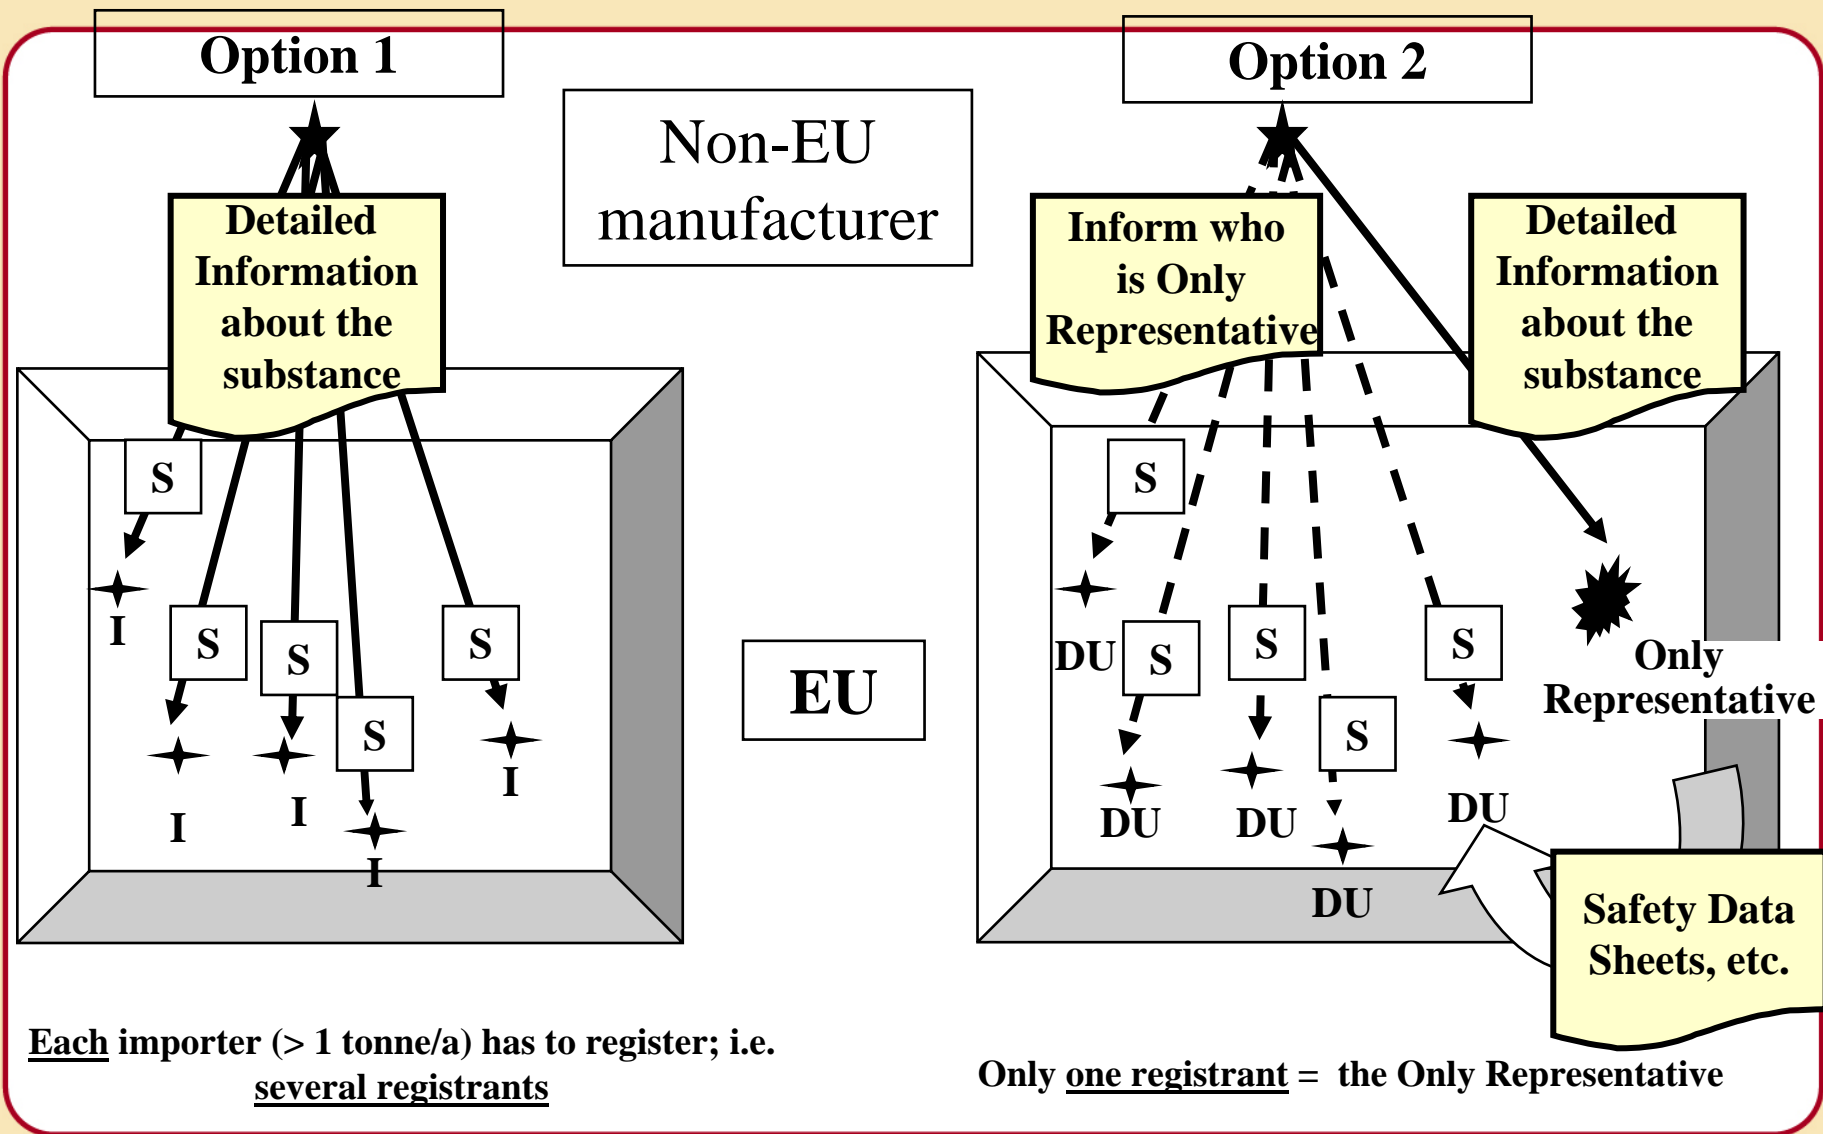 Option 1
Option 2
Non-EU
manufacturer
Detailed
Information
about the
substance
Inform who
is Only
Representative
Detailed
Information
about the
substance
S
I
S
I
S
I
S
I
S
I
EU
S
DU
S
DU
S
DU
S
DU
S
DU
Only
Representative
Safety Data
Sheets, etc.
Each importer (> 1 tonne/a) has to register; i.e.
several registrants
Only one registrant = the Only Representative